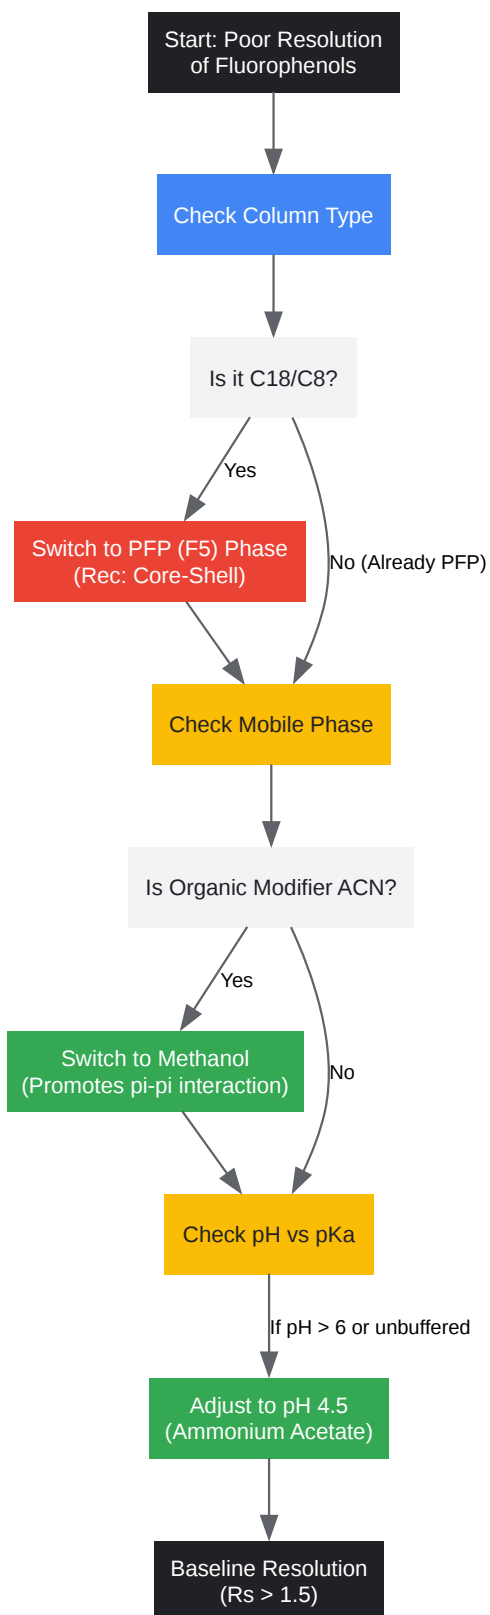 Start: Poor Resolution
of Fluorophenols
Check Column Type
Is it C18/C8?
Yes
Switch to PFP (F5) Phase
(Rec: Core-Shell)
No (Already PFP)
Check Mobile Phase
Is Organic Modifier ACN?
Yes
Switch to Methanol
(Promotes pi-pi interaction)
No
Check pH vs pKa
If pH > 6 or unbuffered
Adjust to pH 4.5
(Ammonium Acetate)
Baseline Resolution
(Rs > 1.5)